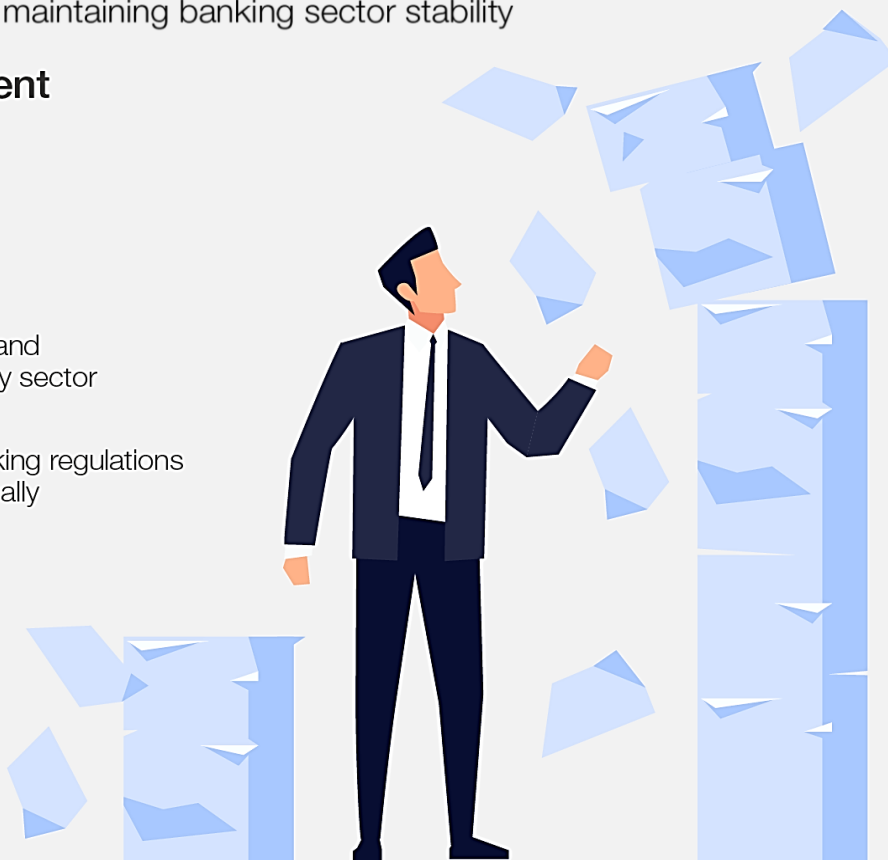 maintaining banking sector stability
ent
and
y sector
king regulations
ally